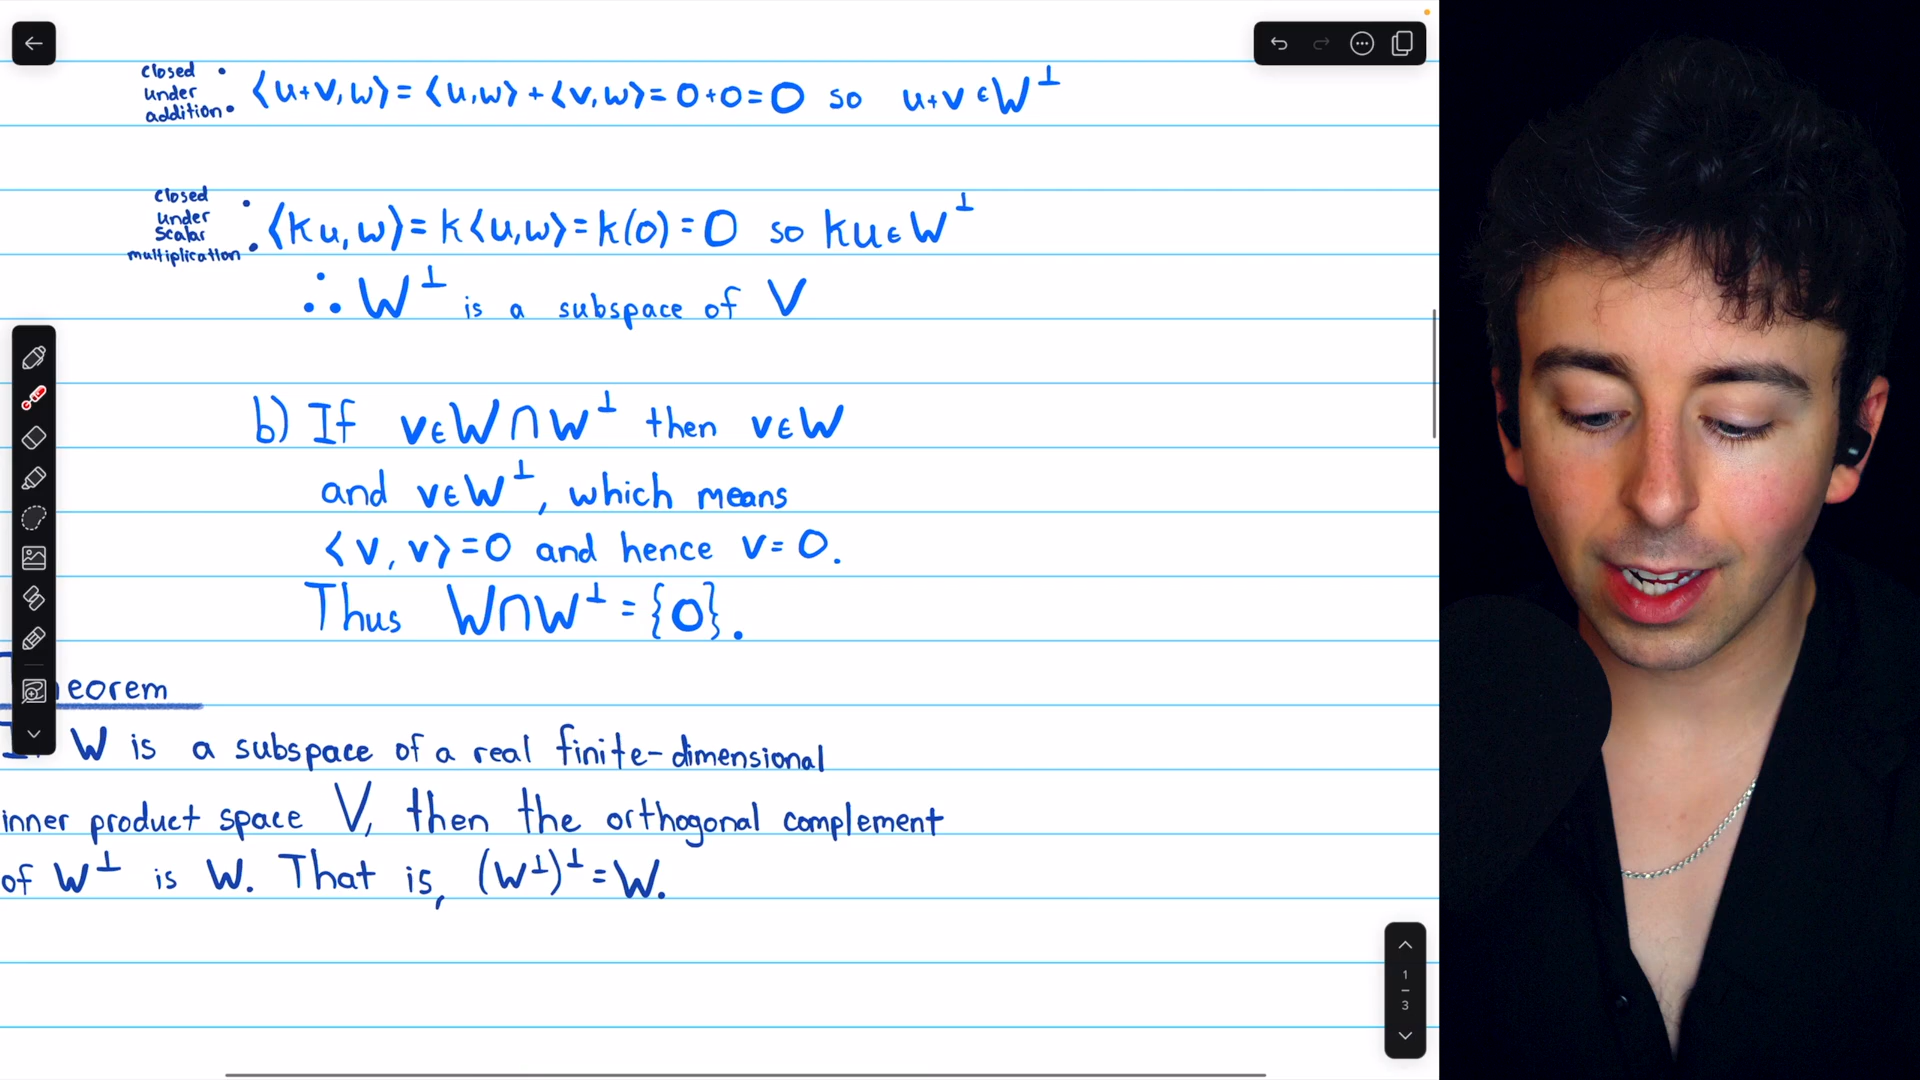 closed
under
addition
⟨u+v,w⟩ = ⟨u,w⟩ + ⟨v,w⟩ = 0+0 = 0 so u+v ∈ W⊥
closed
under
scalar
multiplication
⟨ku,w⟩ = k⟨u,w⟩ = k(0) = 0 so ku ∈ W⊥
∴ W⊥ is a subspace of V
b) If v∈W∩W⊥ then v∈W
and v∈W⊥, which means
⟨v,v⟩=0 and hence v=0.
Thus W∩W⊥ = {0}.
eorem
W is a subspace of a real finite-dimensional
inner product space V, then the orthogonal complement
of W⊥ is W. That is, (W⊥)⊥ = W.
1
3